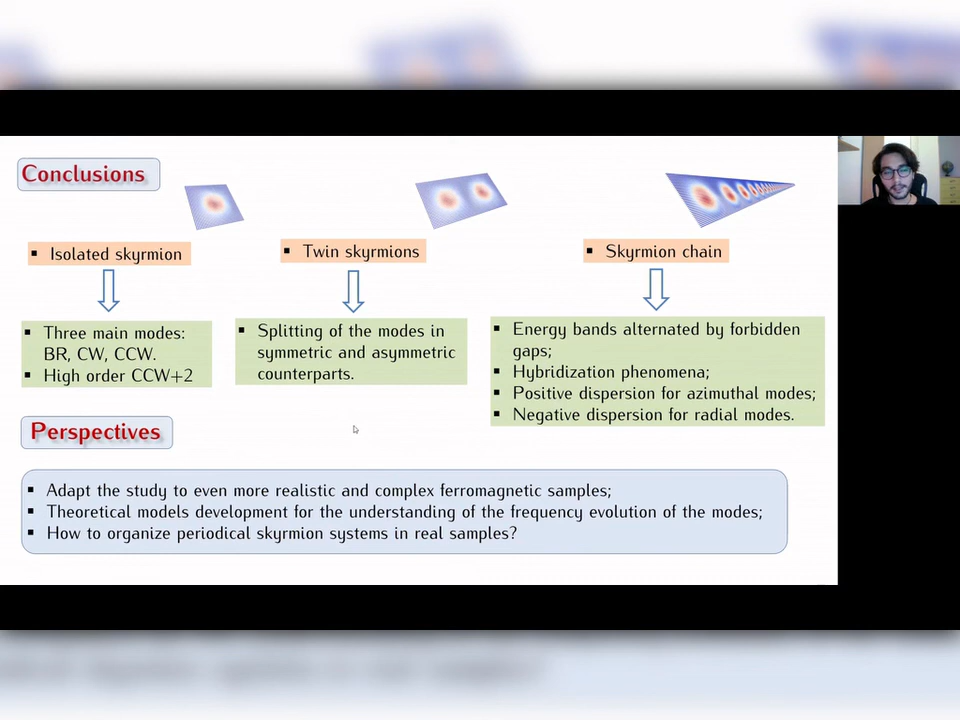 Conclusions
▪ Isolated skyrmion
▪ Twin skyrmions
▪ Skyrmion chain
▪ Three main modes:
BR, CW, CCW.
▪ High order CCW+2
▪ Splitting of the modes in
symmetric and asymmetric
counterparts.
▪ Energy bands alternated by forbidden
gaps;
▪ Hybridization phenomena;
▪ Positive dispersion for azimuthal modes;
▪ Negative dispersion for radial modes.
Perspectives
▪ Adapt the study to even more realistic and complex ferromagnetic samples;
▪ Theoretical models development for the understanding of the frequency evolution of the modes;
▪ How to organize periodical skyrmion systems in real samples?